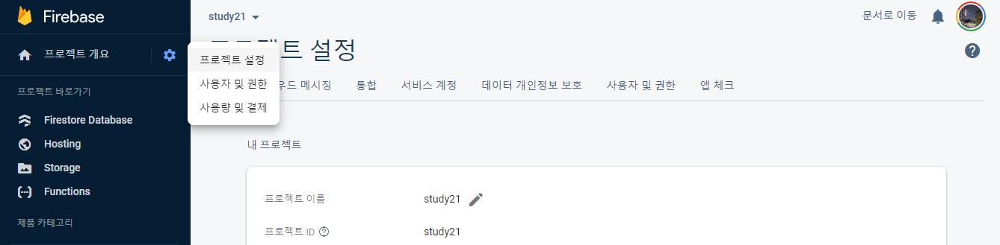 Firebase
study21
문서로 이동
프로젝트 개요
설정
프로젝트 설정
사용자 및 권한
사용량 및 결제
메시징
통합
서비스 계정
데이터 개인정보 보호
사용자 및 권한
앱 체크
프로젝트 바로가기
Firestore Database
Hosting
Storage
Functions
제품 카테고리
내 프로젝트
프로젝트 이름
study21
프로젝트 ID
study21